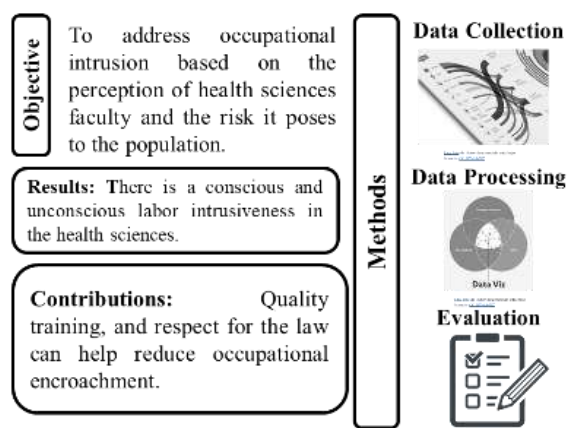 Objective
To address occupational
intrusion based on the
perception of health sciences
faculty and the risk it poses
to the population.
Results: There is a conscious and
unconscious labor intrusiveness in
the health sciences.
Contributions: Quality
training, and respect for the law
can help reduce occupational
encroachment.
Methods
Data Collection
Data Processing
Data Vis
Evaluation